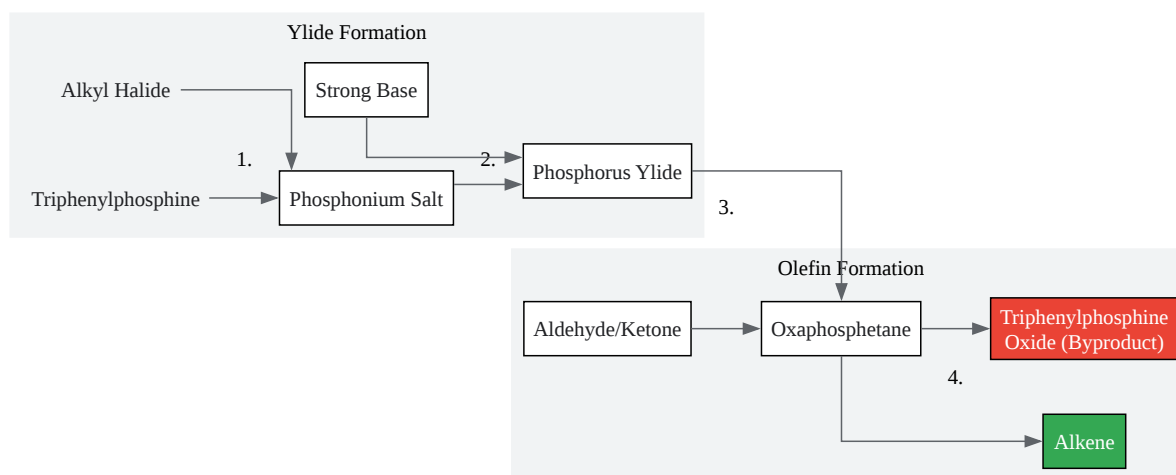 Ylide Formation
Alkyl Halide
Strong Base
1.
2.
Phosphorus Ylide
Triphenylphosphine
Phosphonium Salt
3.
Olefin Formation
Aldehyde/Ketone
Oxaphosphetane
Triphenylphosphine
Oxide (Byproduct)
4.
Alkene